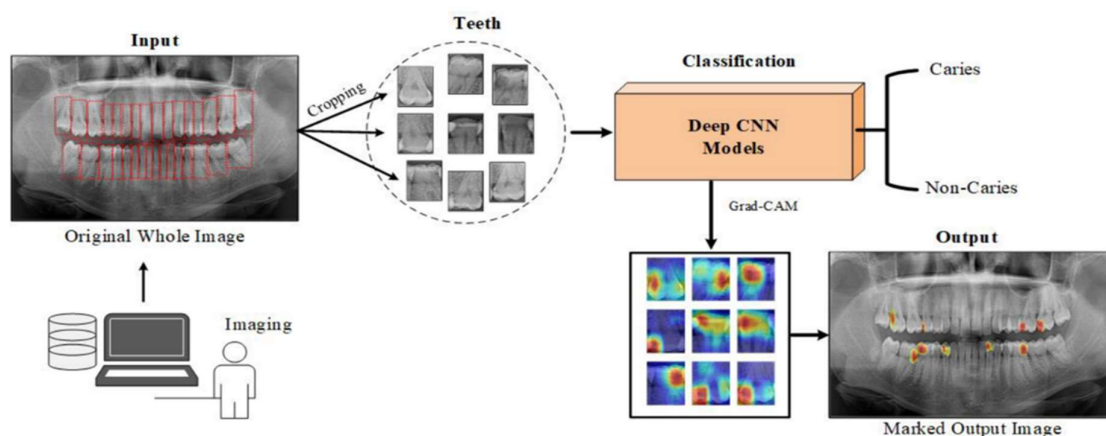 Input
Original Whole Image
Imaging
Cropping
Teeth
Classification
Deep CNN
Models
Caries
Non-Caries
Grad-CAM
Output
Marked Output Image